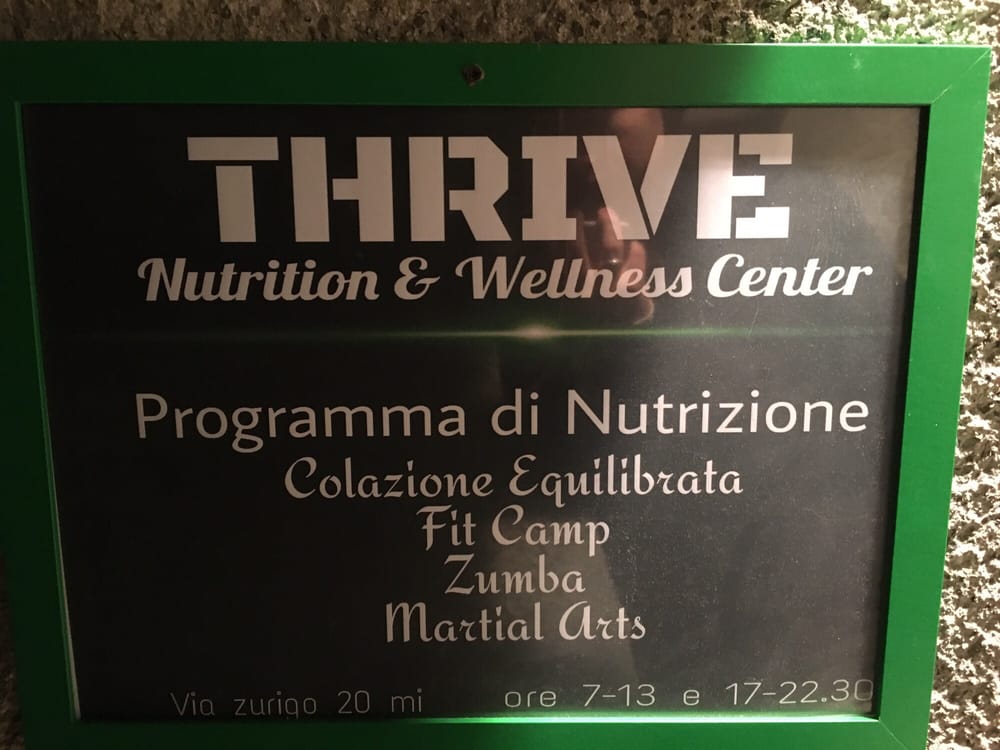 THRIVE
Nutrition & Wellness Center
Programma di Nutrizione
Colazione Equilibrata
Fit Camp
Zumba
Martial Arts
Via zurigo 20 mi ore 7-13 e 17-22.30